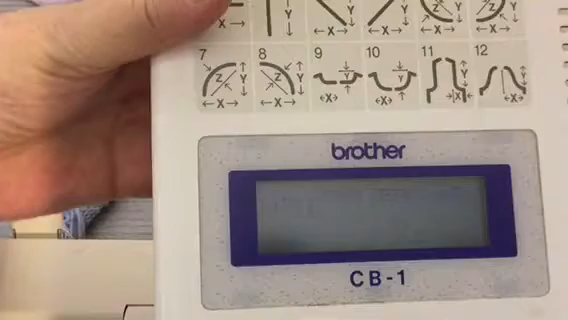 X Y X Y X Y Z Z
7 8 9 10 11 12
Z Y Z Y Y Y Y
X X X X X X
brother
CB-1